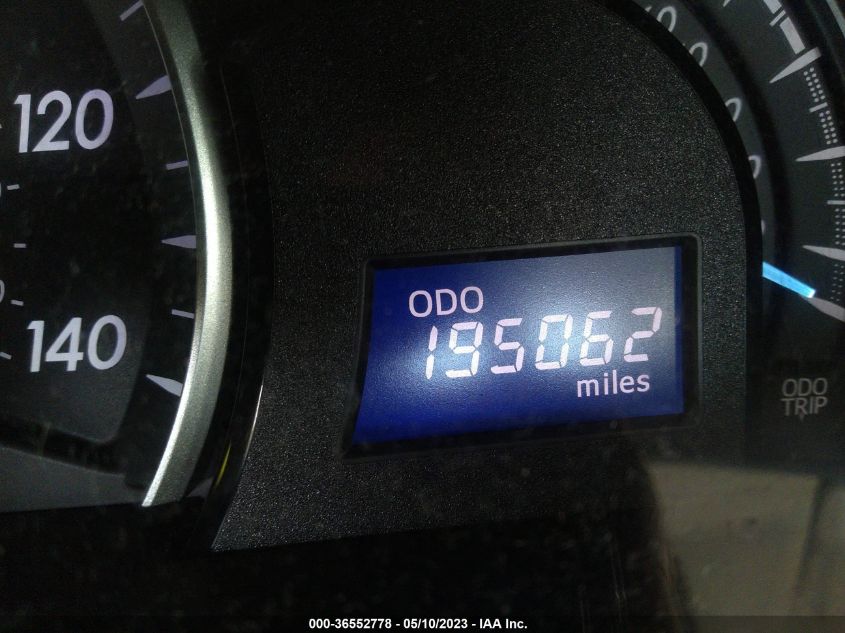 120
140
ODO
195062
miles
ODO
TRIP
000-36552778 - 05/10/2023 - IAA Inc.